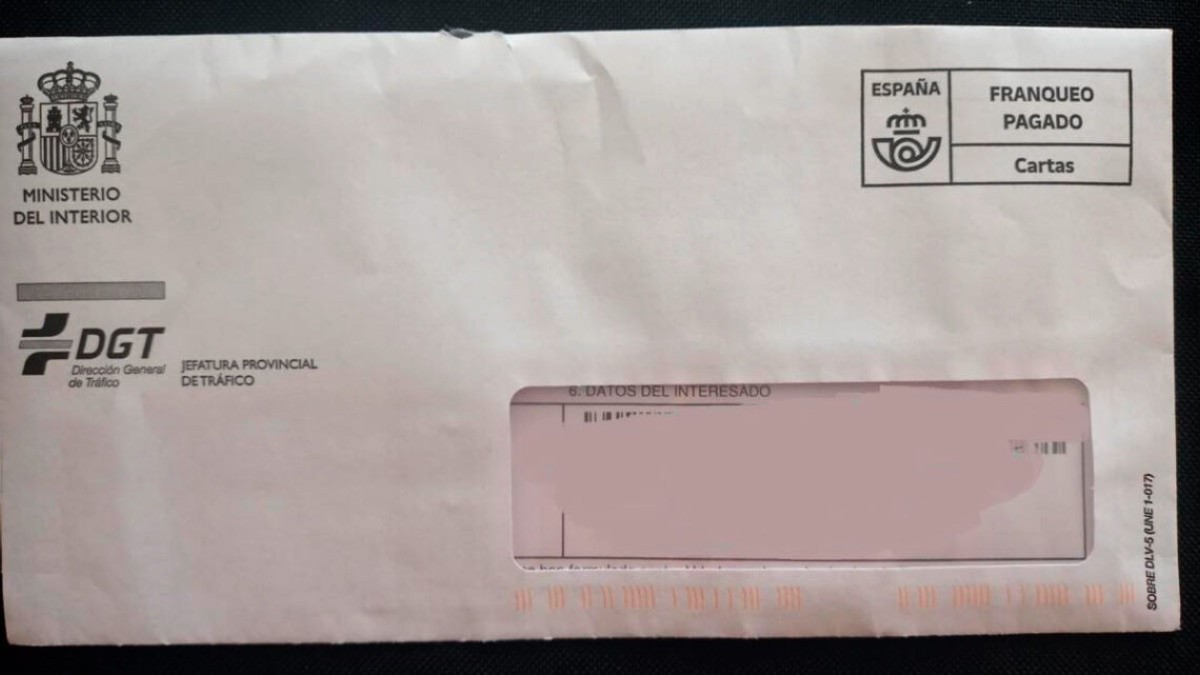 MINISTERIO
DEL INTERIOR
DGT
Dirección General
de Tráfico
JEFATURA PROVINCIAL
DE TRÁFICO
ESPAÑA
FRANQUEO
PAGADO
Cartas
6. DATOS DEL INTERESADO
SOBRE DLV-5 (UNE 1-017)